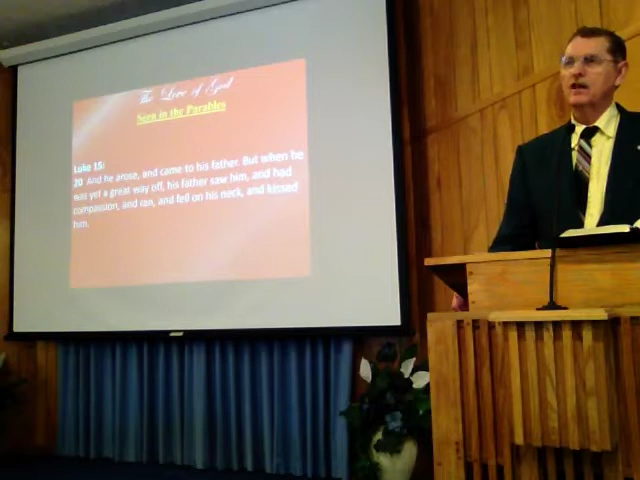 The Love of God
Seen in the Parables
Luke 15:
20 And he arose, and came to his father. But when he
was yet a great way off, his father saw him, and had
compassion, and ran, and fell on his neck, and kissed
him.